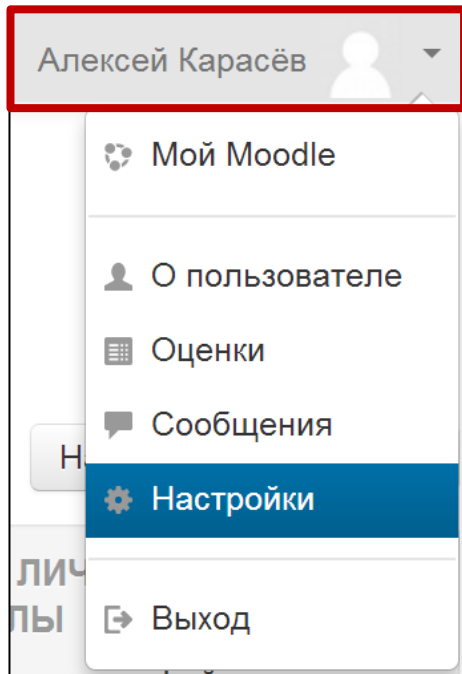 Алексей Карасёв
Мой Moodle
О пользователе
Оценки
Сообщения
Настройки
Выход